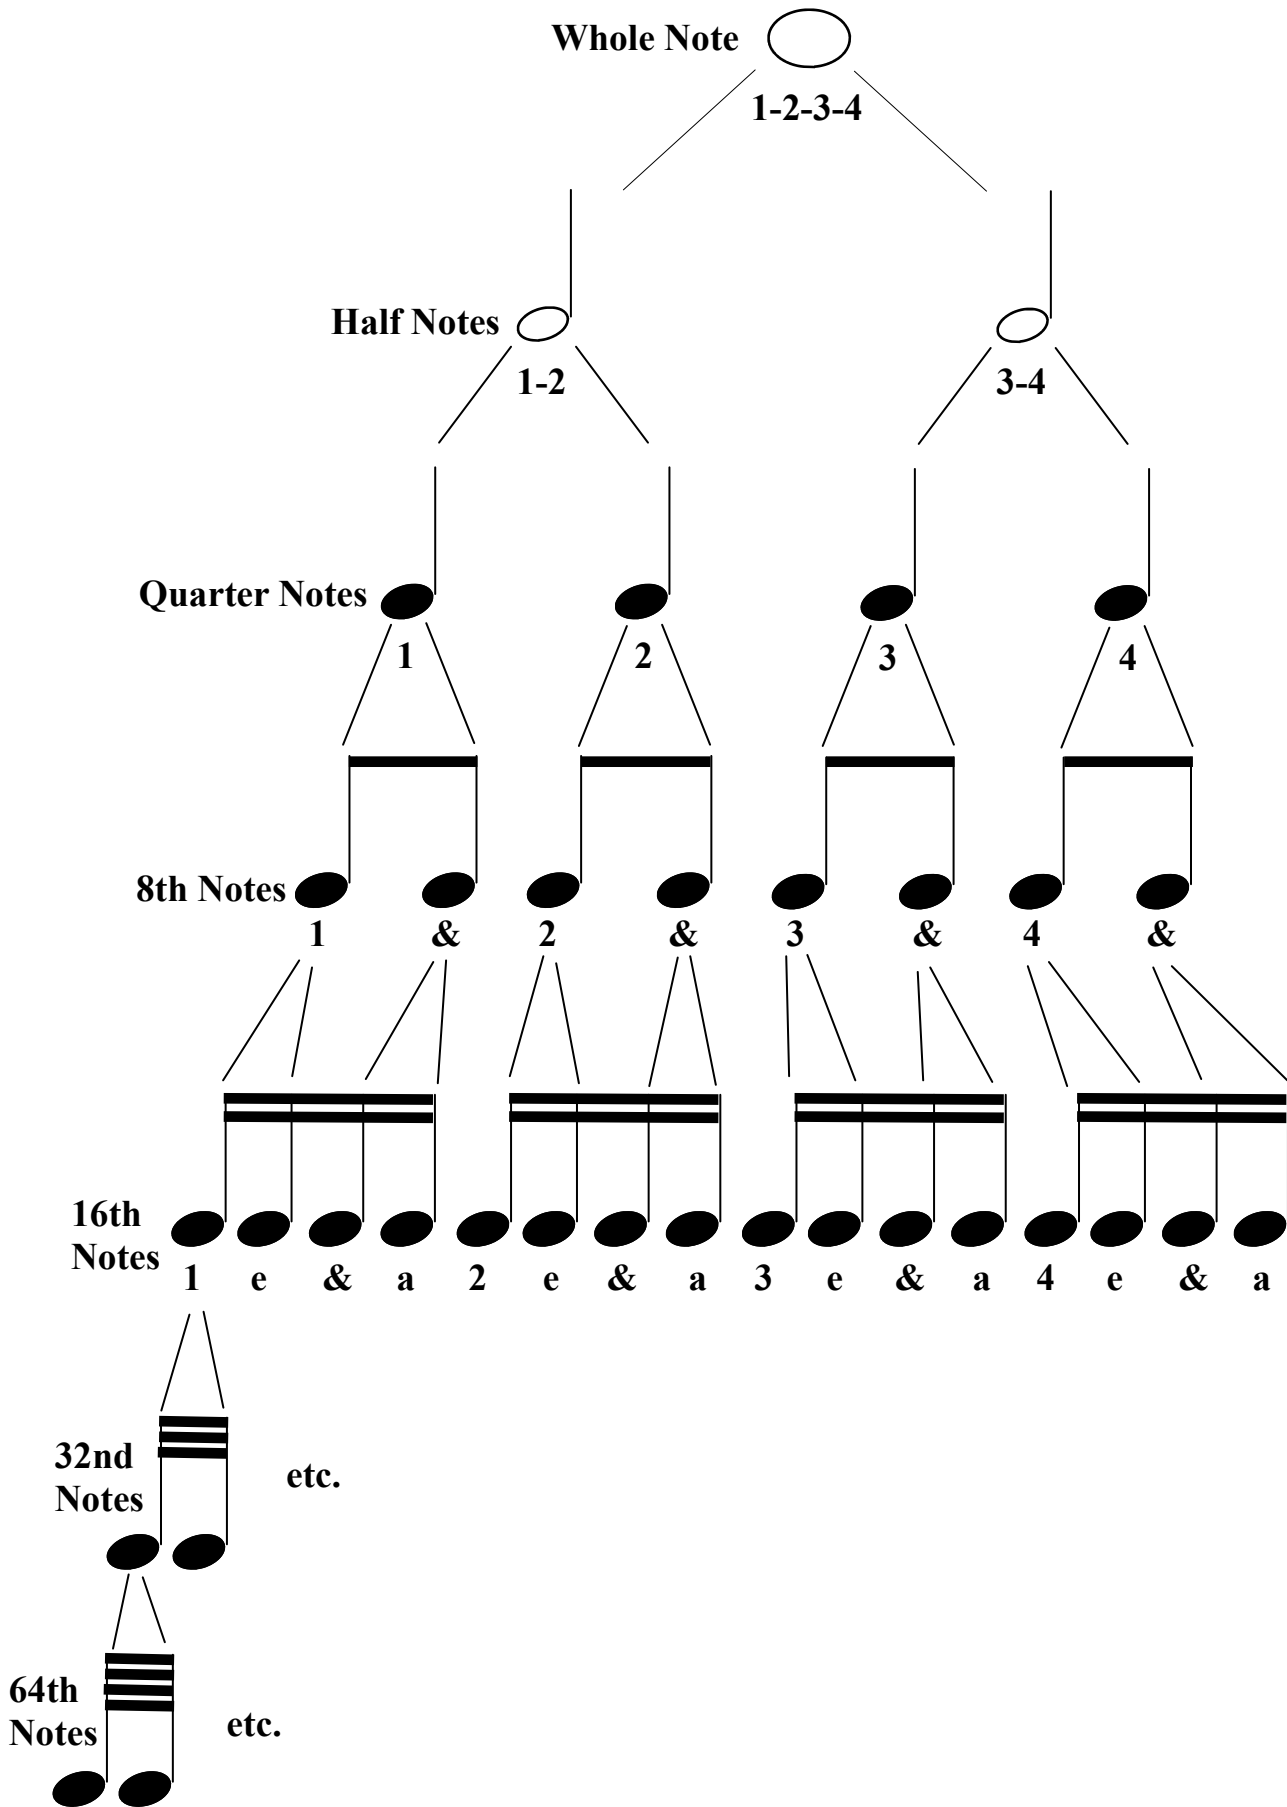 Whole Note
1-2-3-4
Half Notes
1-2 3-4
Quarter Notes
1 2 3 4
8th Notes
1 & 2 & 3 & 4 &
16th
Notes
1 e & a 2 e & a 3 e & a 4 e & a
32nd
Notes
etc.
64th
Notes
etc.